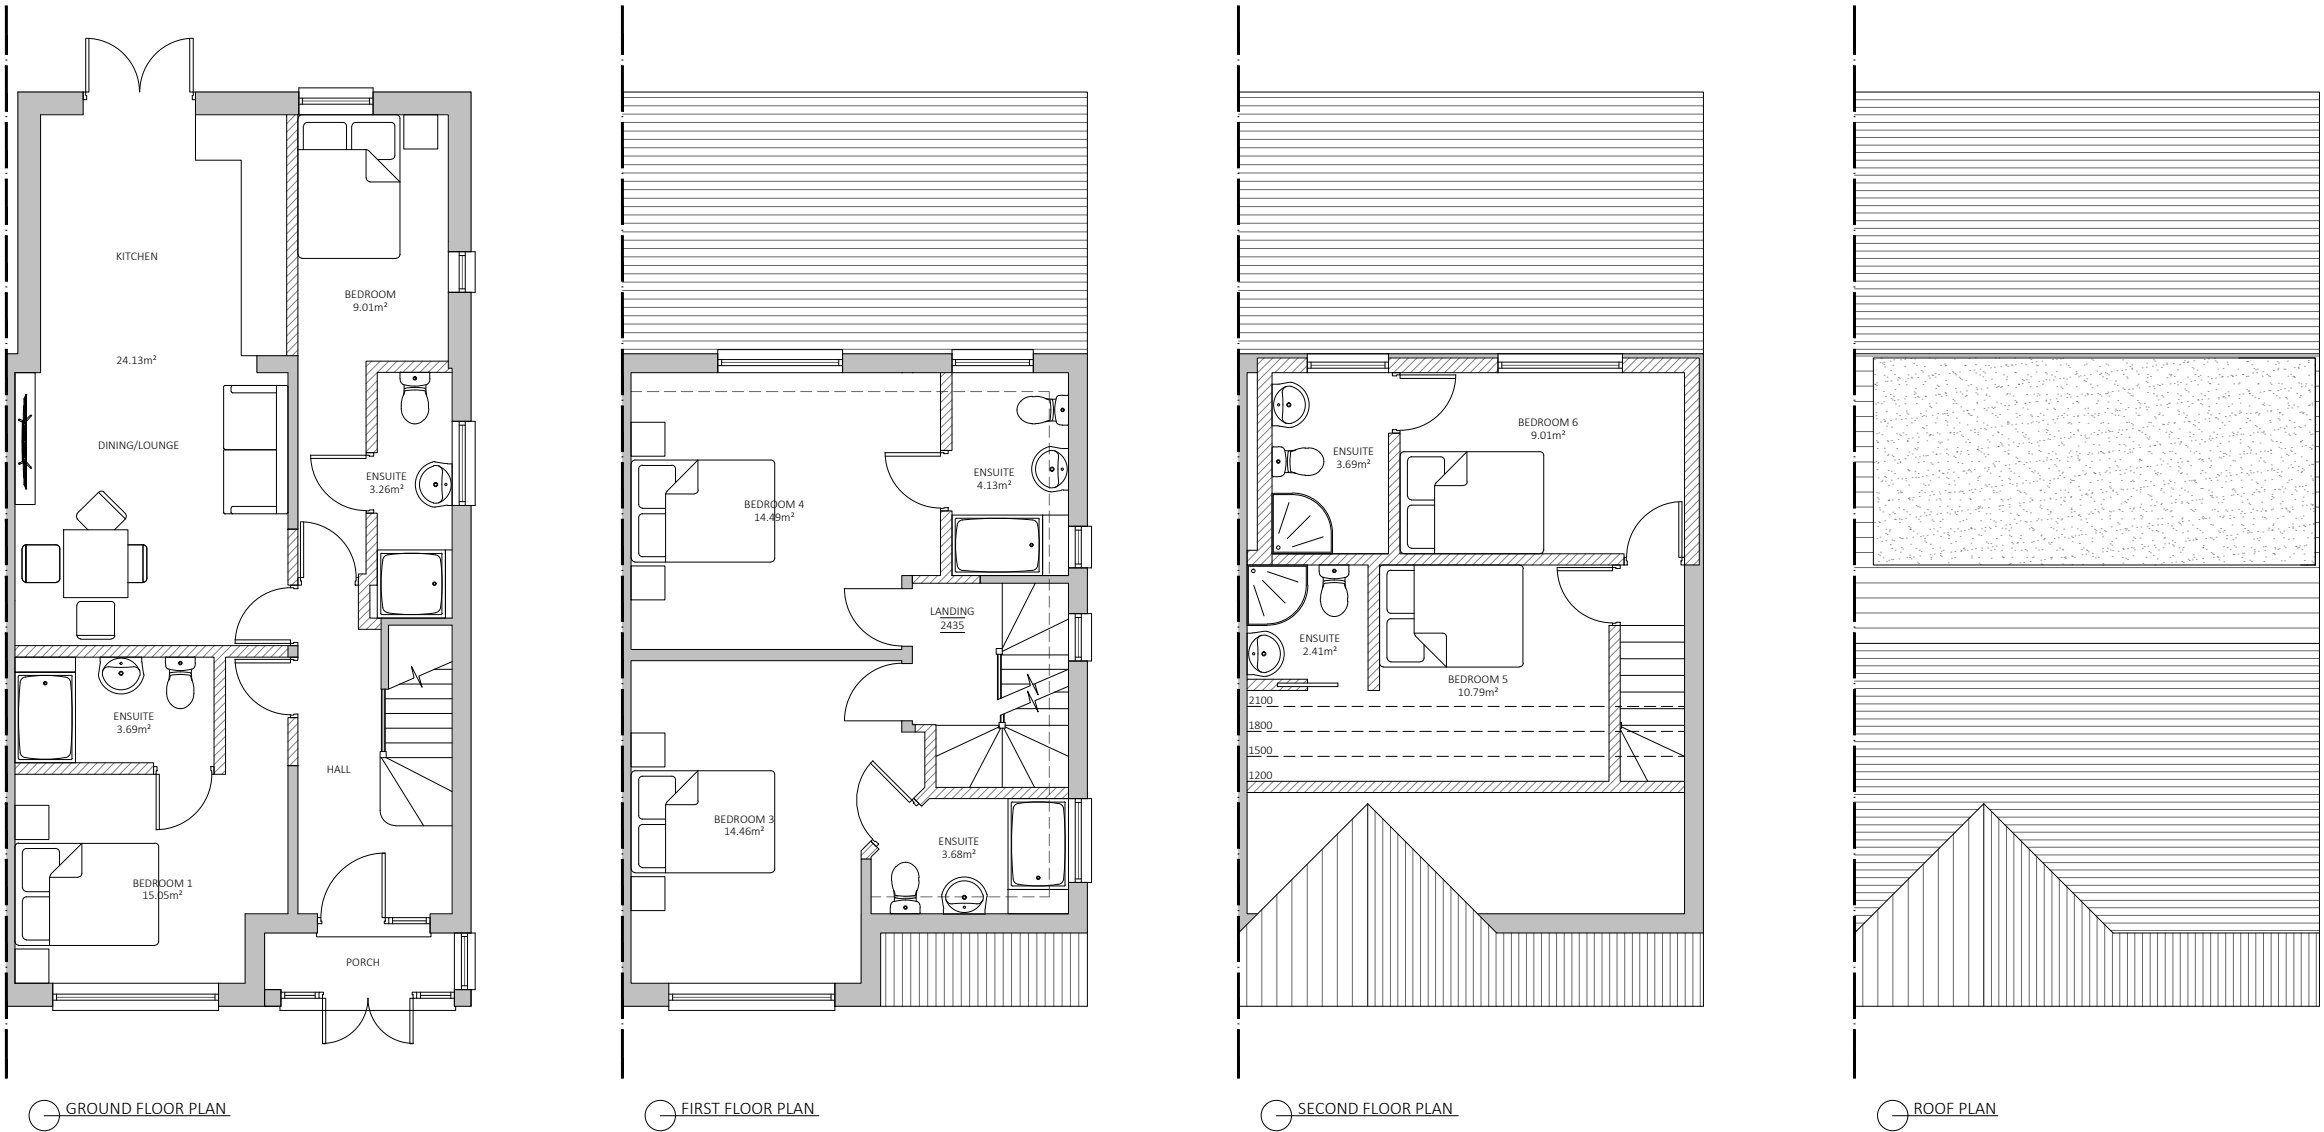 KITCHEN
24.13m²
DINING/LOUNGE
BEDROOM
9.01m²
ENSUITE
3.26m²
ENSUITE
3.69m²
HALL
BEDROOM 1
15.05m²
PORCH
GROUND FLOOR PLAN
BEDROOM 4
14.49m²
ENSUITE
4.13m²
LANDING
2435
BEDROOM 3
14.46m²
ENSUITE
3.68m²
FIRST FLOOR PLAN
BEDROOM 6
9.01m²
ENSUITE
3.69m²
ENSUITE
2.41m²
BEDROOM 5
10.79m²
2100
1800
1500
1200
SECOND FLOOR PLAN
ROOF PLAN